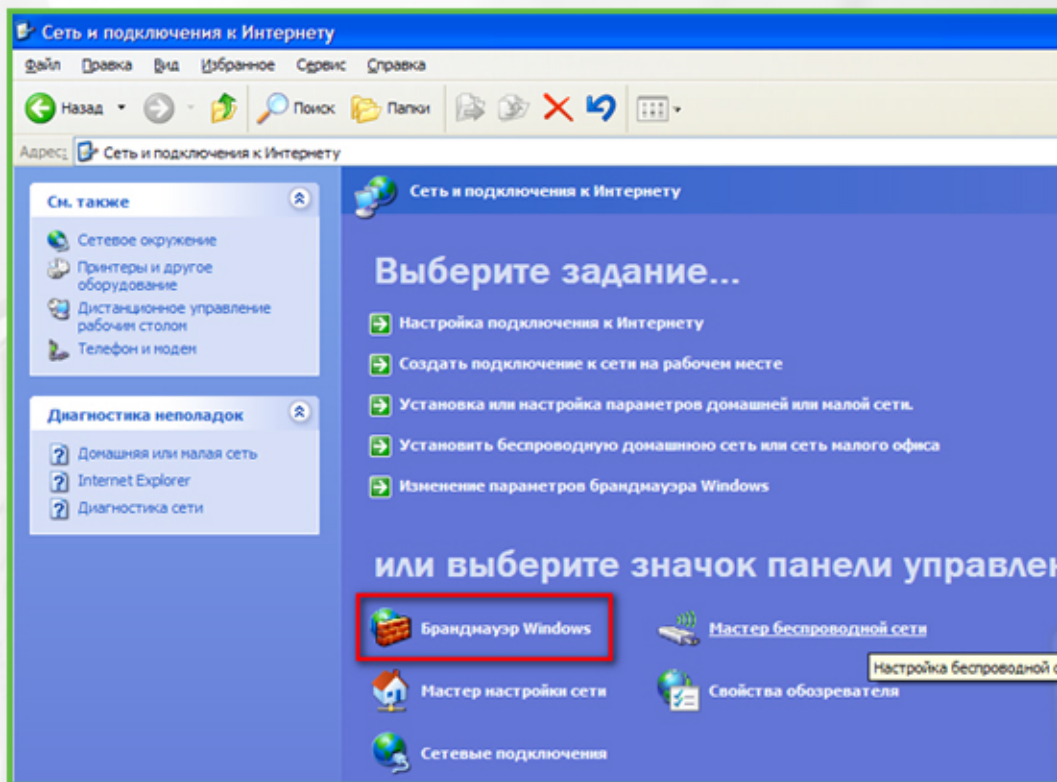 Сеть и подключения к Интернету
Файл Правка Вид Избранное Сервис Справка
Назад Поиск Папки
Адрес: Сеть и подключения к Интернету
См. также
Сетевое окружение
Принтеры и другое
оборудование
Дистанционное управление
рабочим столом
Телефон и модем
Диагностика неполадок
Домашняя или малая сеть
Internet Explorer
Диагностика сети
Сеть и подключения к Интернету
Выберите задание...
Настройка подключения к Интернету
Создать подключение к сети на рабочем месте
Установка или настройка параметров домашней или малой сети.
Установить беспроводную домашнюю сеть или сеть малого офиса
Изменение параметров брандмауэра Windows
или выберите значок панели управлен
Брандмауэр Windows
Мастер беспроводной сети
Настройка беспроводной с
Мастер настройки сети
Свойства обозревателя
Сетевые подключения